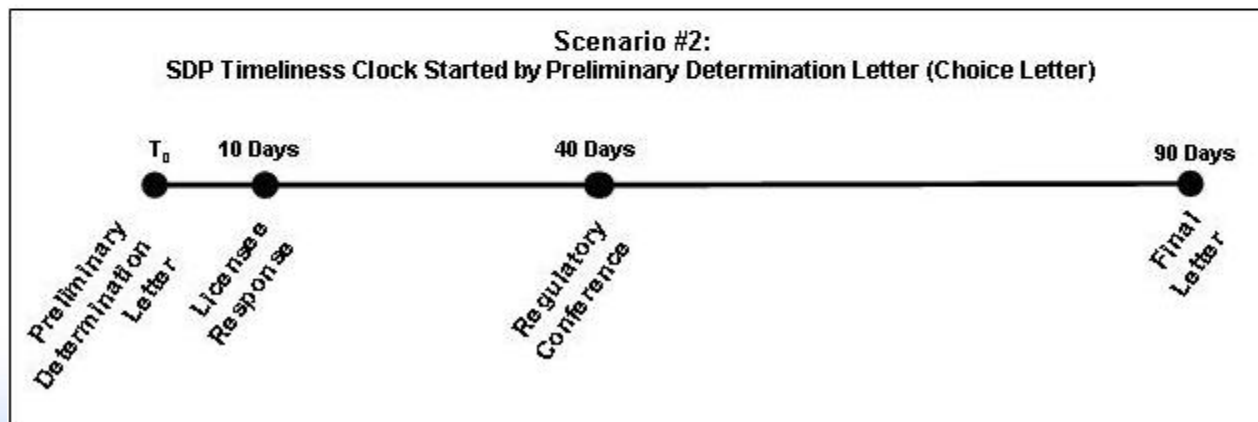 Scenario #2:
SDP Timeliness Clock Started by Preliminary Determination Letter (Choice Letter)
T₀
10 Days
40 Days
90 Days
Preliminary
Determination
Letter
Licensee
Response
Regulatory
Conference
Final
Letter